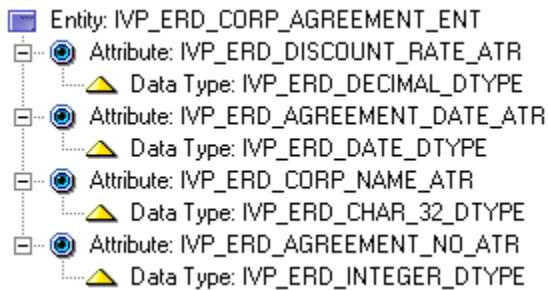 Entity: IVP_ERD_CORP_AGREEMENT_ENT
Attribute: IVP_ERD_DISCOUNT_RATE_ATR
Data Type: IVP_ERD_DECIMAL_DTYPE
Attribute: IVP_ERD_AGREEMENT_DATE_ATR
Data Type: IVP_ERD_DATE_DTYPE
Attribute: IVP_ERD_CORP_NAME_ATR
Data Type: IVP_ERD_CHAR_32_DTYPE
Attribute: IVP_ERD_AGREEMENT_NO_ATR
Data Type: IVP_ERD_INTEGER_DTYPE